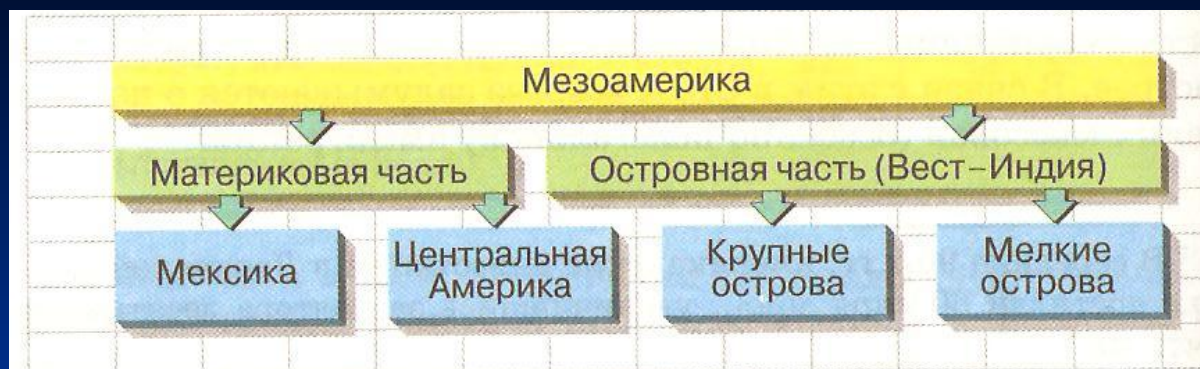 Мезоамерика
Материковая часть
Островная часть (Вест–Индия)
Мексика
Центральная
Америка
Крупные
острова
Мелкие
острова